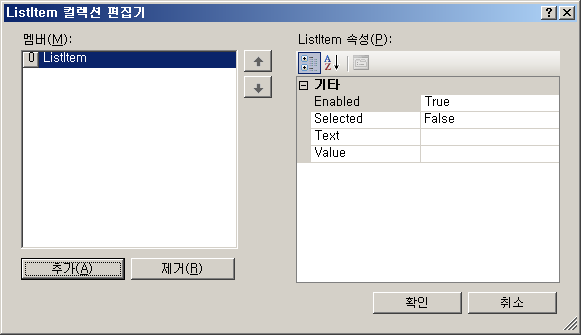 ListItem 컬렉션 편집기
멤버(M):
0 ListItem
추가(A)
제거(R)
ListItem 속성(P):
기타
Enabled True
Selected False
Text
Value
확인
취소